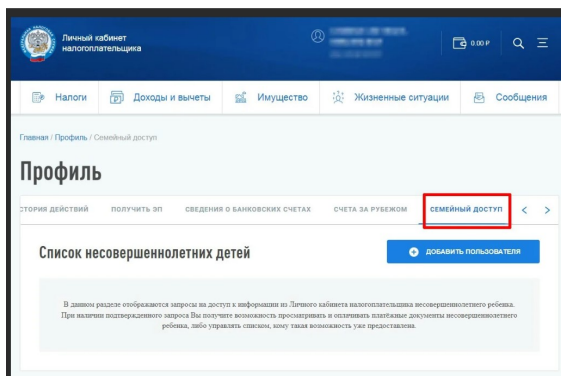 Личный кабинет
налогоплательщика
0.00 ₽
Налоги
Доходы и вычеты
Имущество
Жизненные ситуации
Сообщения
Главная / Профиль / Семейный доступ
Профиль
СТОРИЯ ДЕЙСТВИЙ
ПОЛУЧИТЬ ЭП
СВЕДЕНИЯ О БАНКОВСКИХ СЧЕТАХ
СЧЕТА ЗА РУБЕЖОМ
СЕМЕЙНЫЙ ДОСТУП
Список несовершеннолетних детей
ДОБАВИТЬ ПОЛЬЗОВАТЕЛЯ
В данном разделе отображаются запросы на доступ к информации из Личного кабинета налогоплательщика несовершеннолетнего ребенка.
При наличии подтвержденного запроса Вы получите возможность просматривать и оплачивать платёжные документы несовершеннолетнего
ребенка, либо управлять списком, кому такая возможность уже предоставлена.